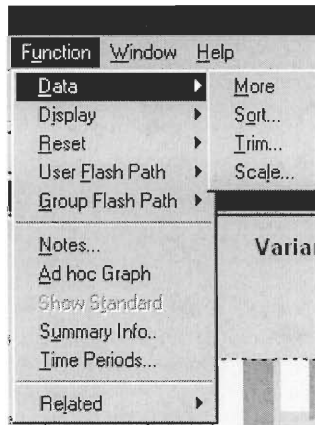 Function Window Help
Data
Display
Reset
User Flash Path
Group Flash Path
Notes...
Ad hoc Graph
Show Standard
Summary Info..
Time Periods...
Related
More
Sort...
Trim...
Scale...
Varia